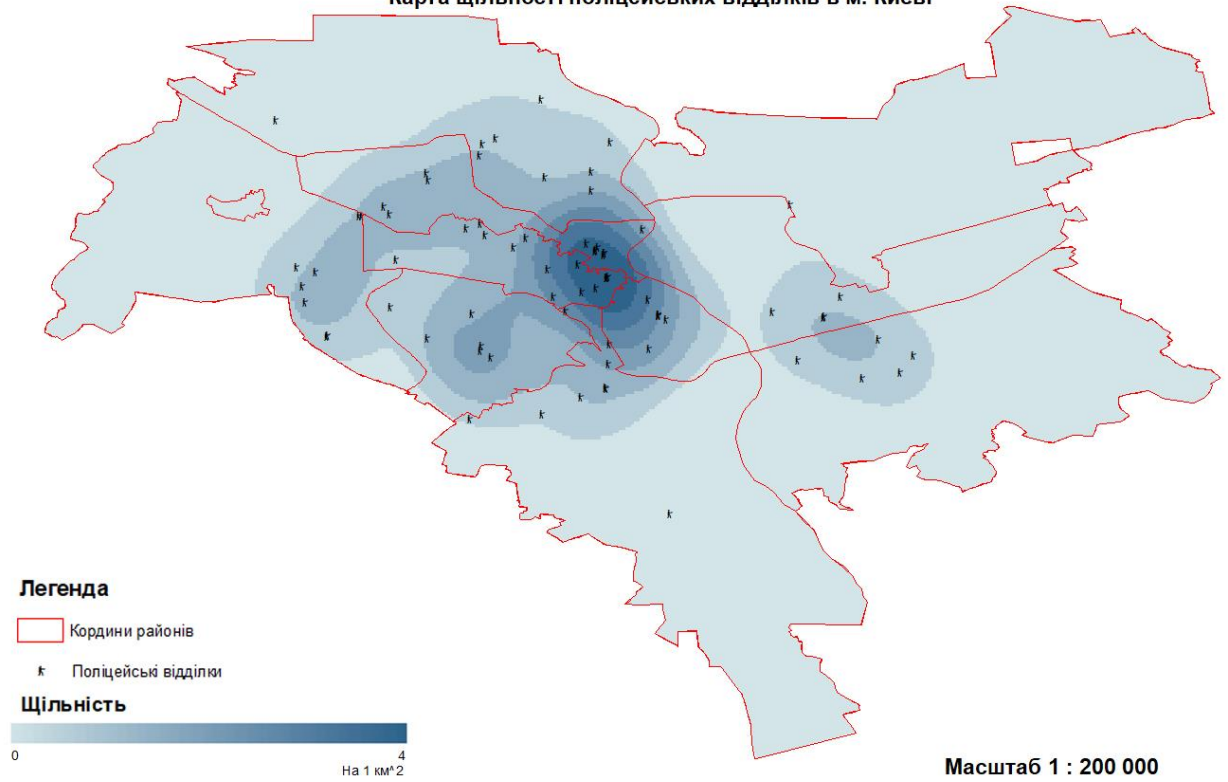 Карта щільності поліцейських відділків в м. Києві
Легенда
Кордини районів
Поліцейські відділки
Щільність
0
4
На 1 км^2
Масштаб 1 : 200 000